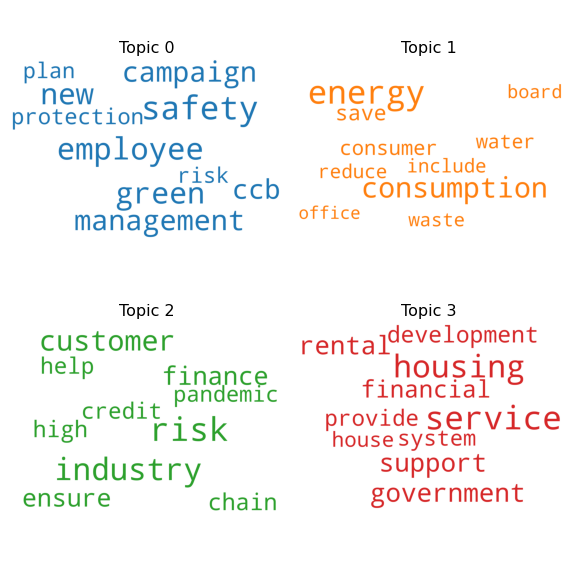 Topic 0
plan campaign
new safety
protection
employee
risk
green ccb
management
Topic 1
energy board
save
consumer water
reduce include
consumption
office waste
Topic 2
customer
help finance
pandemic
credit
high risk
industry
ensure chain
Topic 3
rental development
housing
financial
provide service
house system
support
government